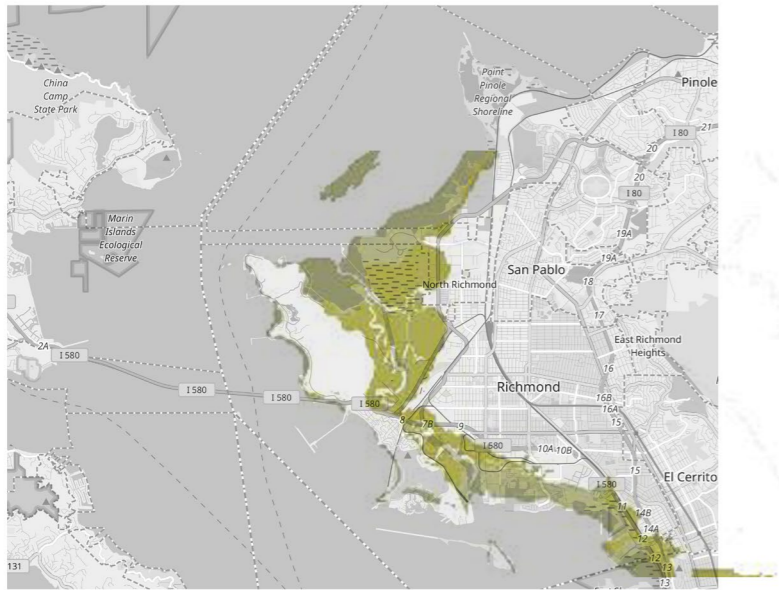 China
Camp
State Park
Point
Pinole
Regional
Shoreline
Pinole
I 80
21
20
20
I 80
Marin
Islands
Ecological
Reserve
19A
19A
San Pablo
18
North Richmond
17
East Richmond
Heights
2A
I 580
16
I 580
I 580
I 580
Richmond
16B
16A
8
7B
9
15
I 580
10A
10B
15
El Cerrito
I 580
11
14B
14A
12
12
131
13
13